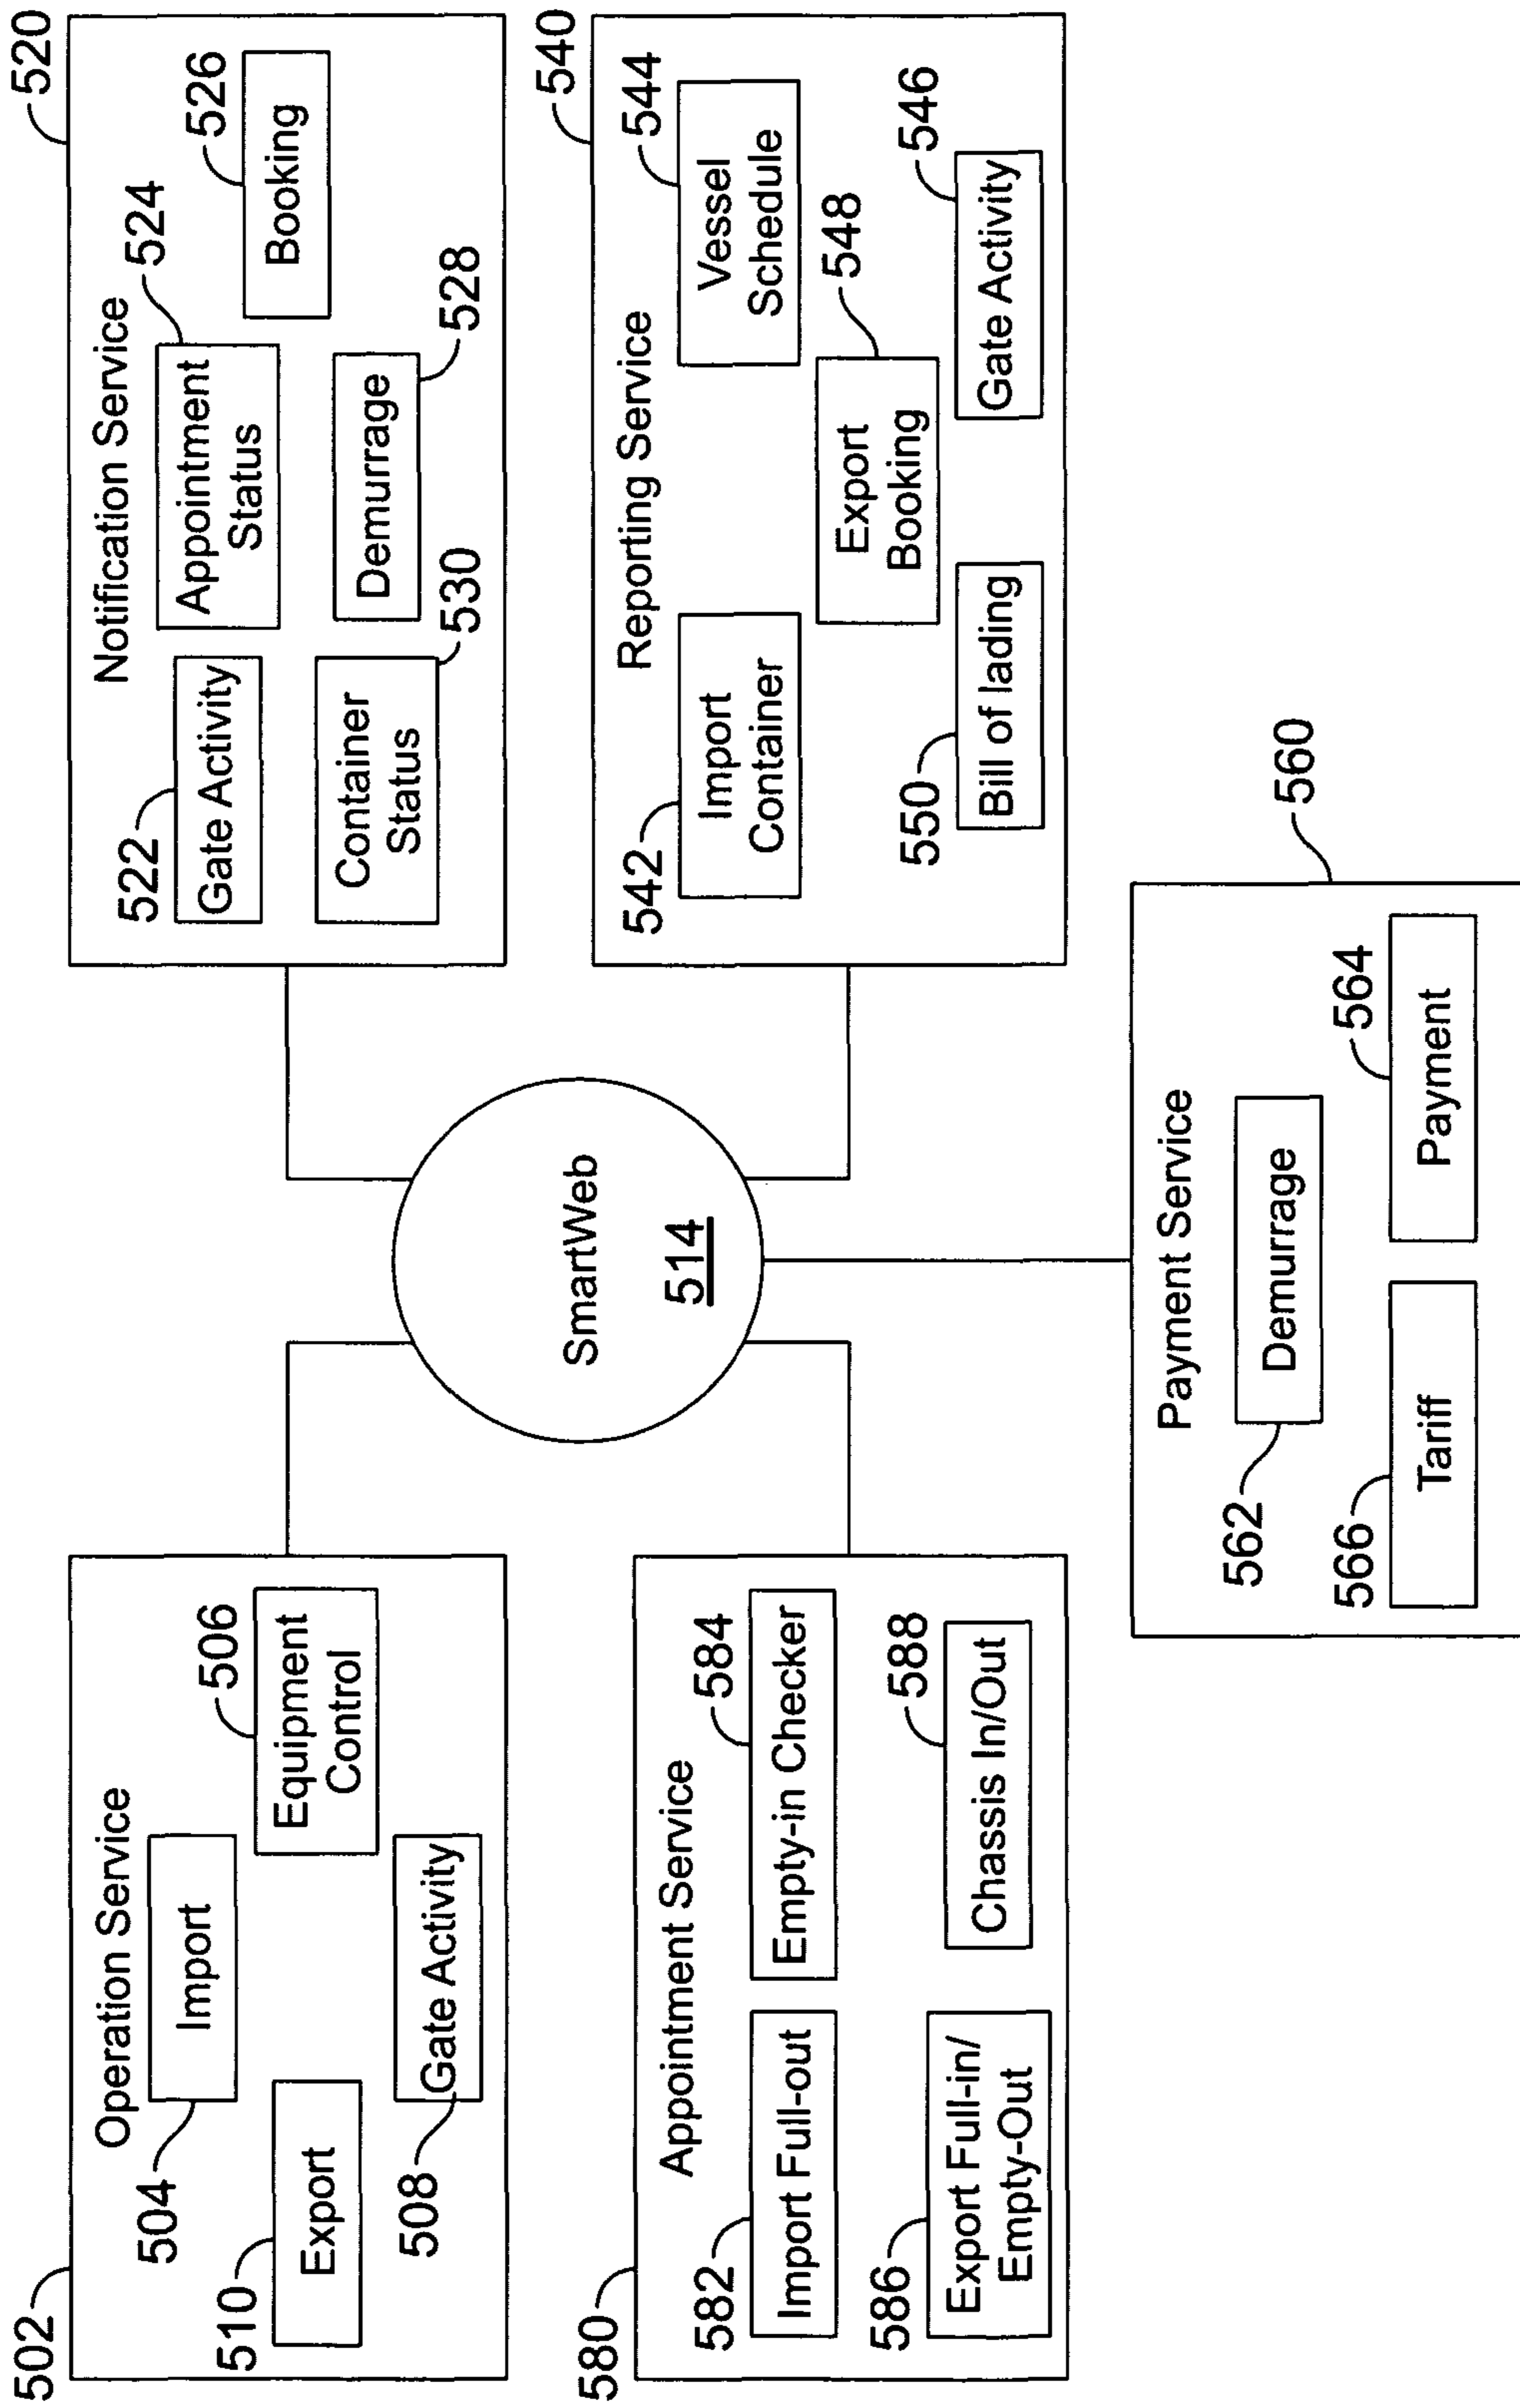 502
Operation Service
504
Import
506
Equipment
Control
510
Export
508
Gate Activity
520
Notification Service
522
Gate Activity
524
Appointment
Status
526
Booking
530
Container
Status
528
Demurrage
SmartWeb
514
580
Appointment Service
582
Import Full-out
584
Empty-in Checker
586
Export Full-in/
Empty-Out
588
Chassis In/Out
540
Reporting Service
542
Import
Container
544
Vessel
Schedule
548
Export
Booking
550
Bill of lading
546
Gate Activity
560
Payment Service
562
Demurrage
566
Tariff
564
Payment